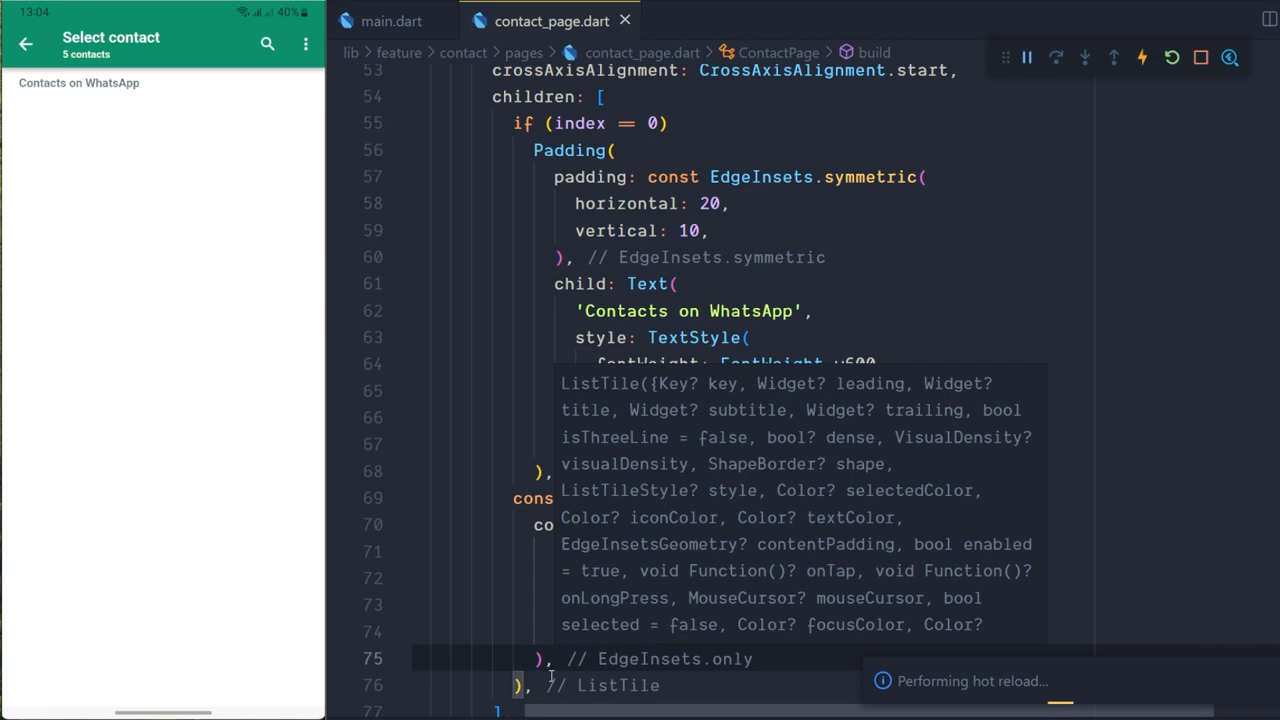 13:04
40%
Select contact
5 contacts
Contacts on WhatsApp
main.dart
contact_page.dart
lib
feature
contact
pages
contact_page.dart
ContactPage
build
53 crossAxisAlignment: CrossAxisAlignment.start,
54 children: [
55 if (index == 0)
56 Padding(
57 padding: const EdgeInsets.symmetric(
58 horizontal: 20,
59 vertical: 10,
60 ), // EdgeInsets.symmetric
61 child: Text(
62 'Contacts on WhatsApp',
63 style: TextStyle(
64 fontWeight: FontWeight.w600
65
66
67
68 ),
69 cons
70 co
71
72
73
74
75 ), // EdgeInsets.only
76 ), // ListTile
77 ]
ListTile({Key? key, Widget? leading, Widget?
title, Widget? subtitle, Widget? trailing, bool
isThreeLine = false, bool? dense, VisualDensity?
visualDensity, ShapeBorder? shape,
ListTileStyle? style, Color? selectedColor,
Color? iconColor, Color? textColor,
EdgeInsetsGeometry? contentPadding, bool enabled
= true, void Function()? onTap, void Function()?
onLongPress, MouseCursor? mouseCursor, bool
selected = false, Color? focusColor, Color?
Performing hot reload...